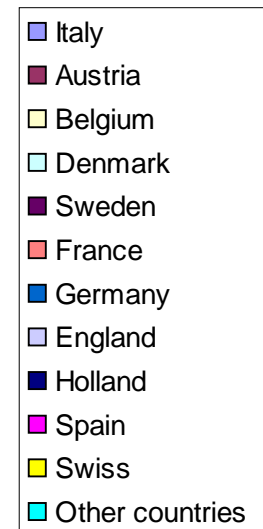 Italy
Austria
Belgium
Denmark
Sweden
France
Germany
England
Holland
Spain
Swiss
Other countries